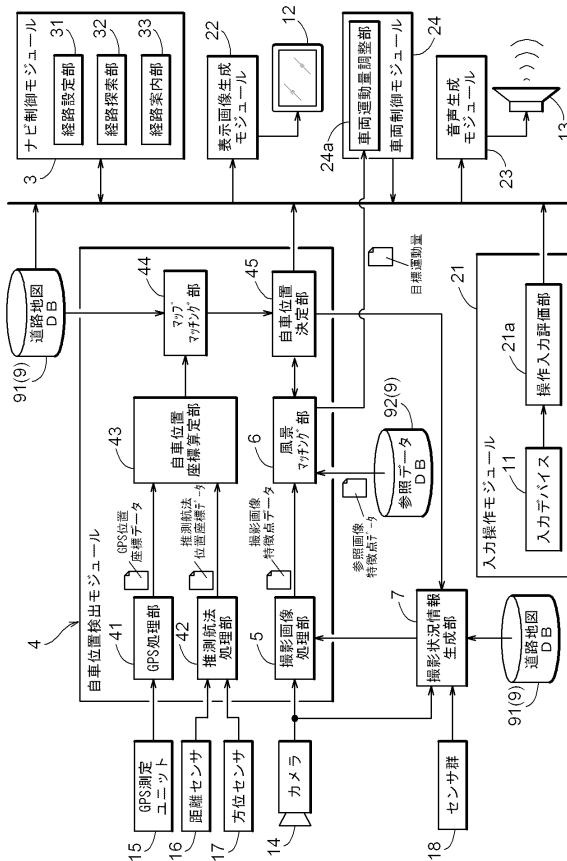 ナビ制御モジュール
経路設定部
31
経路探索部
32
経路案内部
33
3
表示画像生成
モジュール
22
12
車両運動量調整部
24a
車両制御モジュール
24
音声生成
モジュール
23
13
道路地図
DB
91(9)
自車位置検出モジュール
4
マップ
マッチング部
44
自車位置
決定部
45
自車位置
座標算定部
43
風景
マッチング部
6
目標運動量
GPS位置
座標データ
推測航法
位置座標データ
撮影画像
特徴点データ
GPS処理部
41
推測航法
処理部
42
撮影画像
処理部
5
参照データ
DB
92(9)
参照画像
特徴点データ
GPS測定
ユニット
15
距離センサ
16
方位センサ
17
カメラ
14
撮影状況情報
生成部
7
センサ群
18
道路地図
DB
91(9)
入力操作モジュール
21
操作入力評価部
21a
入力デバイス
11